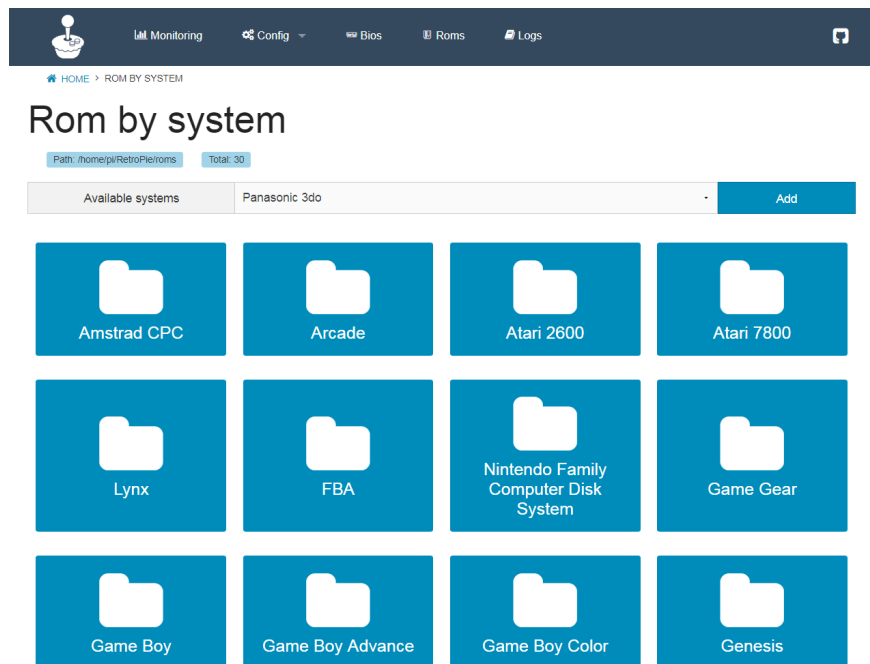 Monitoring Config Bios Roms Logs
HOME > ROM BY SYSTEM
Rom by system
Path: /home/pi/RetroPie/roms Total: 30
Available systems Panasonic 3do Add
Amstrad CPC Arcade Atari 2600 Atari 7800
Lynx FBA Nintendo Family Computer Disk System Game Gear
Game Boy Game Boy Advance Game Boy Color Genesis